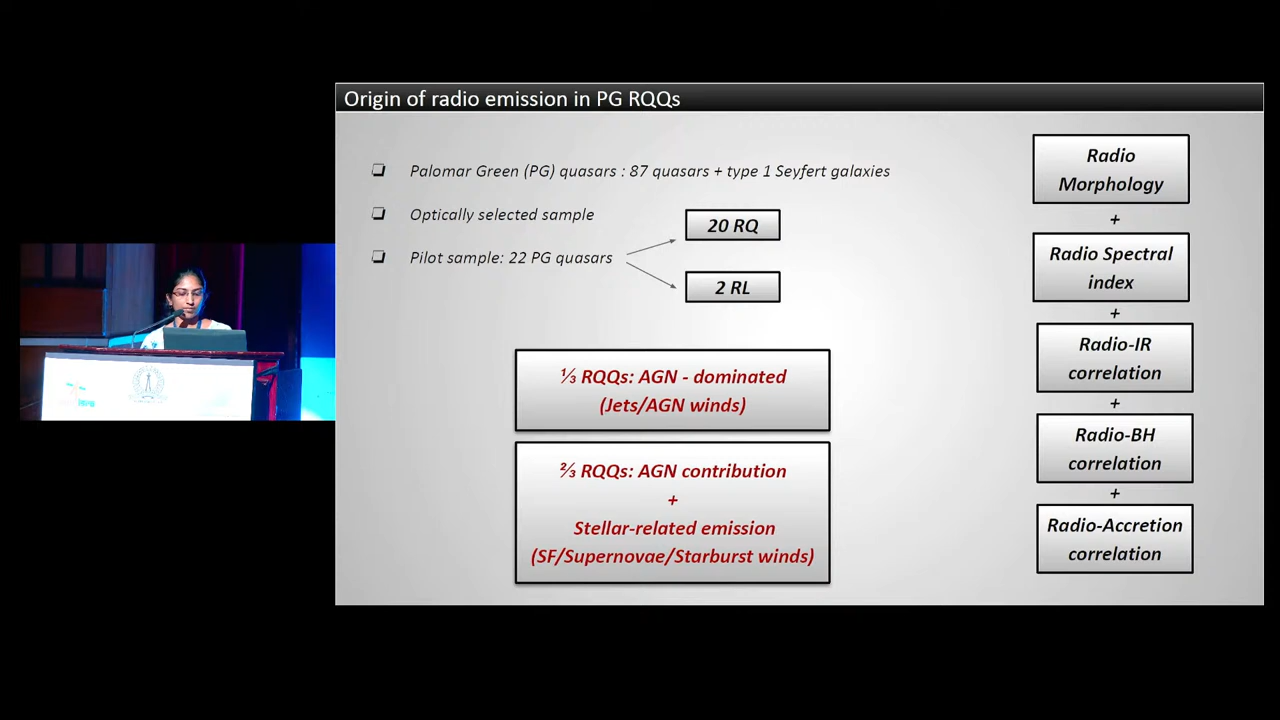 Origin of radio emission in PG RQQs
❏ Palomar Green (PG) quasars : 87 quasars + type 1 Seyfert galaxies
❏ Optically selected sample
❏ Pilot sample: 22 PG quasars
20 RQ
2 RL
⅓ RQQs: AGN - dominated
(Jets/AGN winds)
⅔ RQQs: AGN contribution
+
Stellar-related emission
(SF/Supernovae/Starburst winds)
Radio
Morphology
+
Radio Spectral
index
+
Radio-IR
correlation
+
Radio-BH
correlation
+
Radio-Accretion
correlation